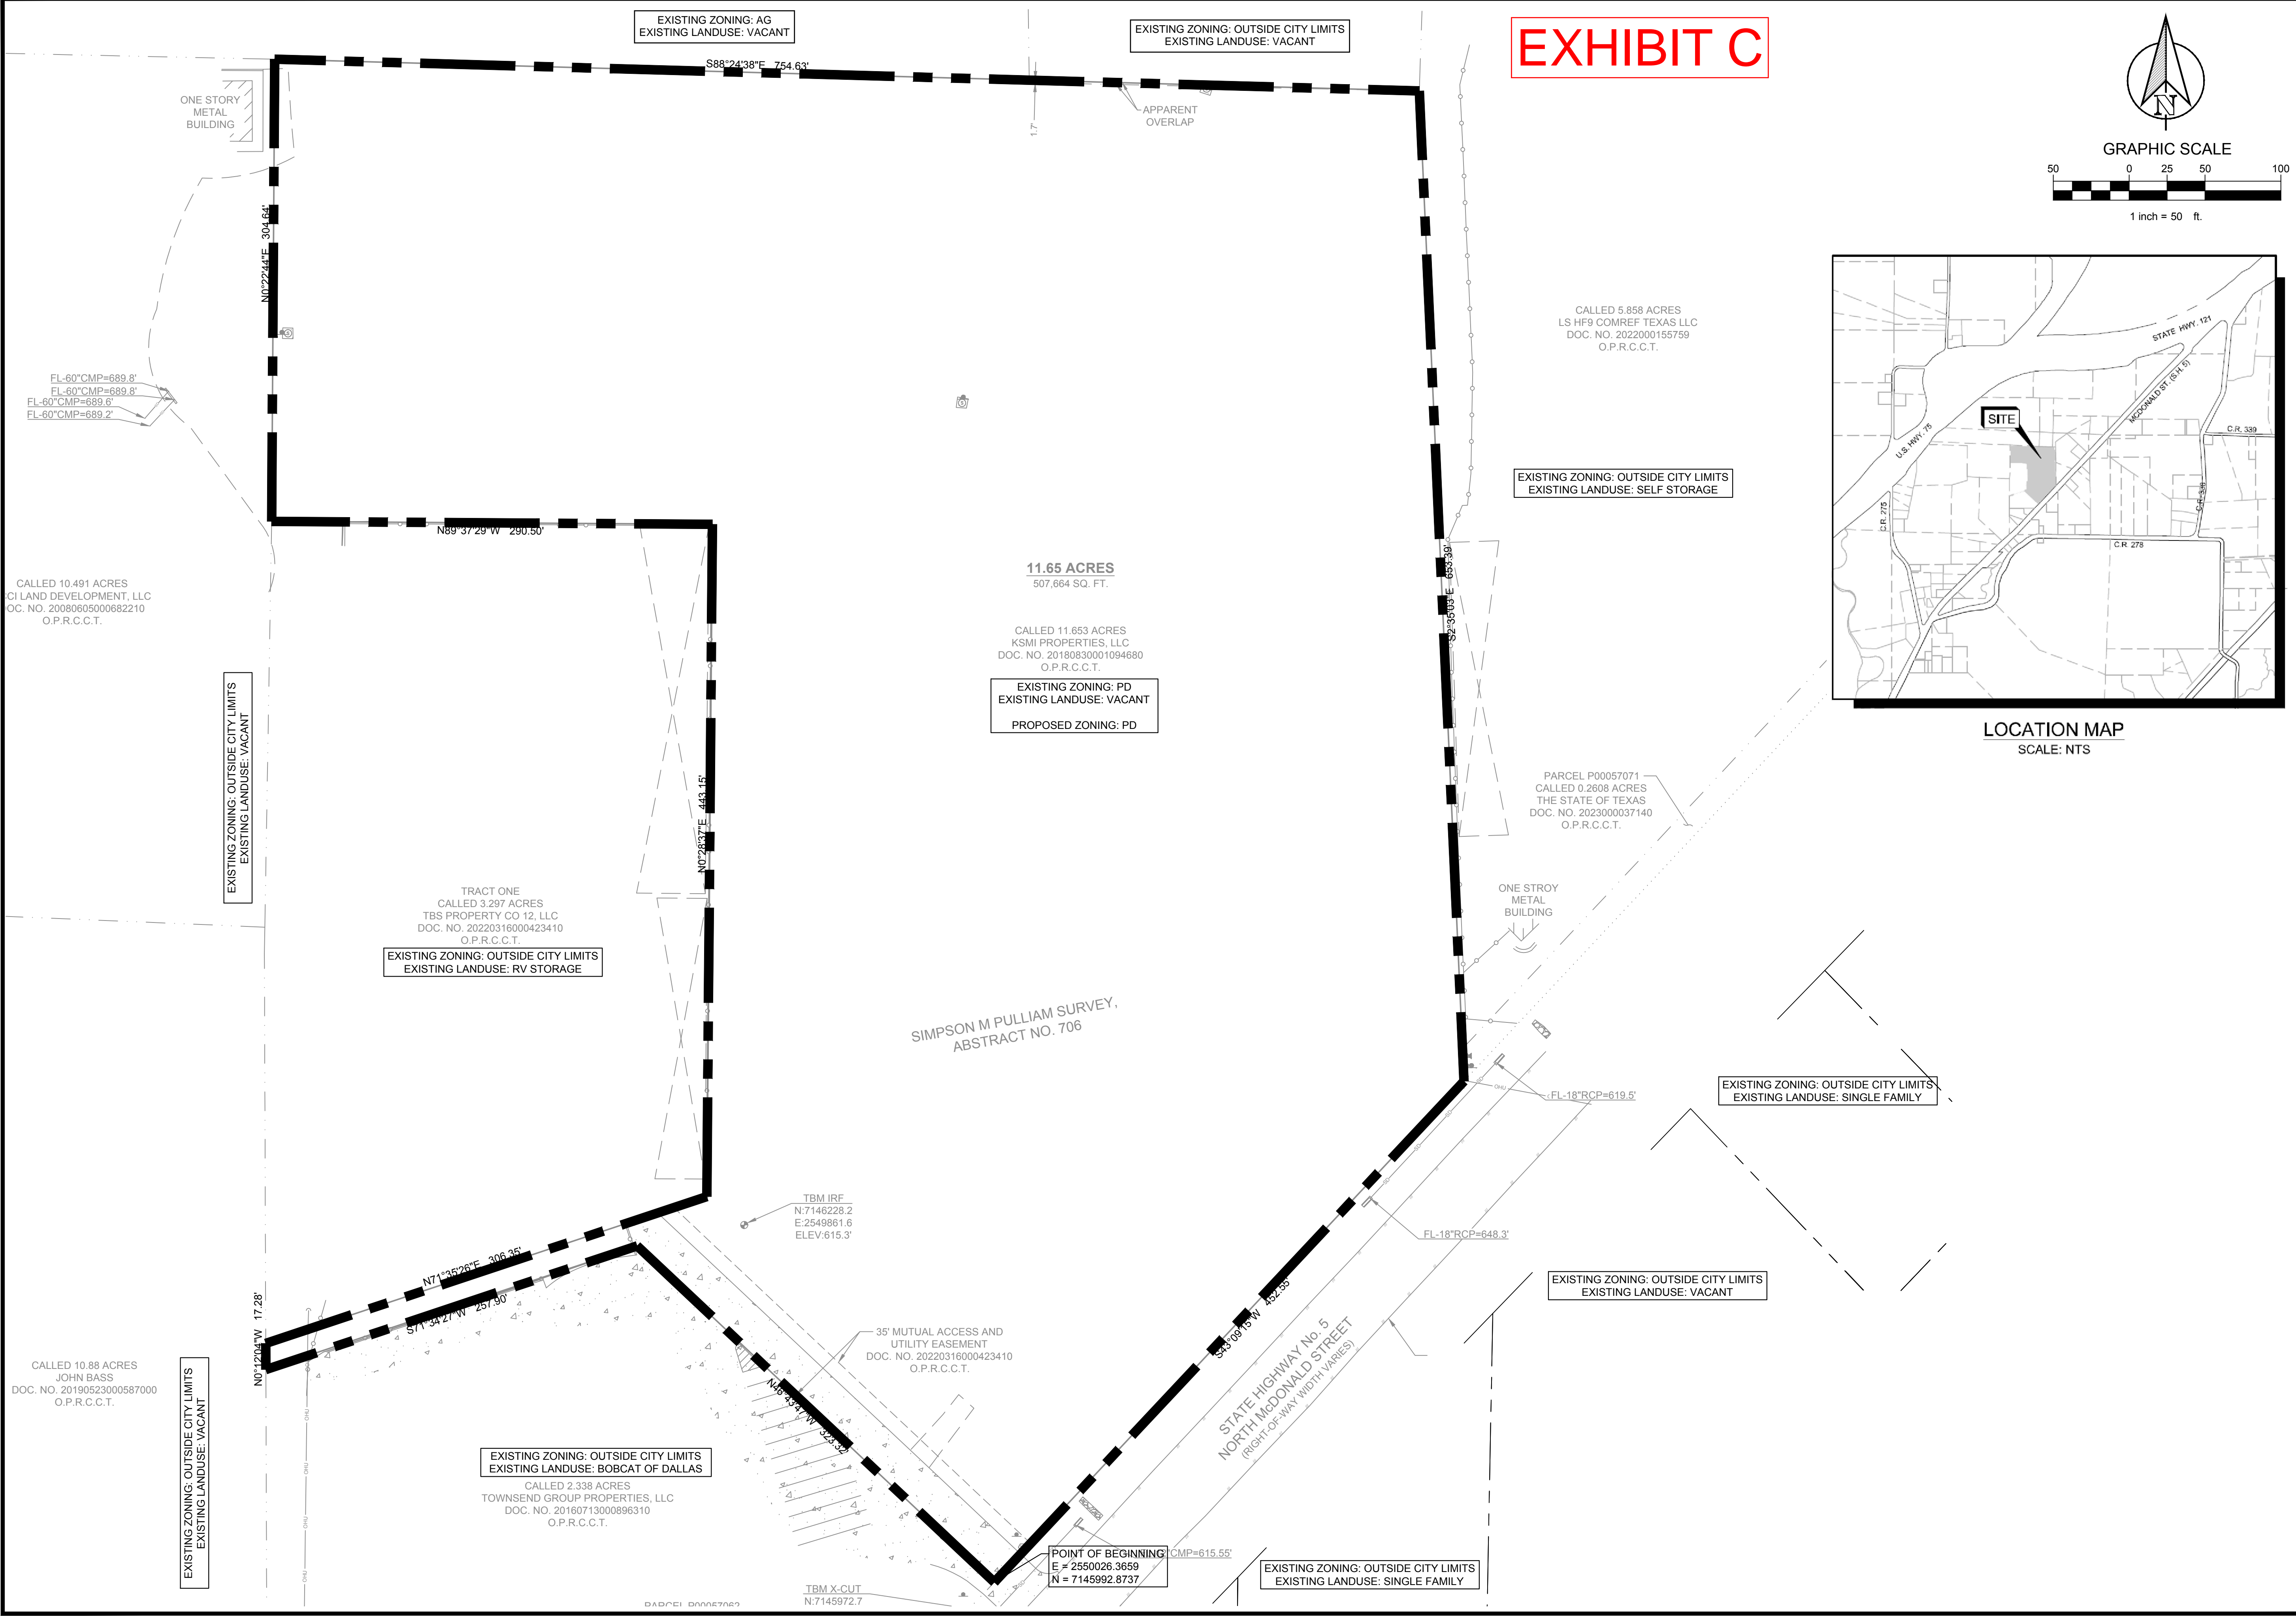 EXISTING ZONING: AG
EXISTING LANDUSE: VACANT
EXISTING ZONING: OUTSIDE CITY LIMITS
EXISTING LANDUSE: VACANT
EXHIBIT C
N
GRAPHIC SCALE
50 0 25 50 100
1 inch = 50 ft.
S88°24'38"E 754.63'
ONE STORY
METAL
BUILDING
APPARENT
OVERLAP
1.7'
N0°22'44"E 304.64'
FL-60"CMP=689.8'
FL-60"CMP=689.8'
FL-60"CMP=689.6'
FL-60"CMP=689.2'
CALLED 5.858 ACRES
LS HF9 COMREF TEXAS LLC
DOC. NO. 2022000155759
O.P.R.C.C.T.
EXISTING ZONING: OUTSIDE CITY LIMITS
EXISTING LANDUSE: SELF STORAGE
STATE HWY. 121
MCDONALD ST. (S.H. 5)
SITE
U.S. HWY. 75
C.R. 339
C.R. 338
C.R. 275
C.R. 278
LOCATION MAP
SCALE: NTS
N89°37'29"W 290.50'
S2°35'03"E 653.39'
11.65 ACRES
507,664 SQ. FT.
CALLED 11.653 ACRES
KSMI PROPERTIES, LLC
DOC. NO. 20180830001094680
O.P.R.C.C.T.
EXISTING ZONING: PD
EXISTING LANDUSE: VACANT
PROPOSED ZONING: PD
CALLED 10.491 ACRES
CI LAND DEVELOPMENT, LLC
OC. NO. 20080605000682210
O.P.R.C.C.T.
EXISTING ZONING: OUTSIDE CITY LIMITS
EXISTING LANDUSE: VACANT
N0°28'37"E 443.15'
PARCEL P00057071
CALLED 0.2608 ACRES
THE STATE OF TEXAS
DOC. NO. 2023000037140
O.P.R.C.C.T.
TRACT ONE
CALLED 3.297 ACRES
TBS PROPERTY CO 12, LLC
DOC. NO. 20220316000423410
O.P.R.C.C.T.
EXISTING ZONING: OUTSIDE CITY LIMITS
EXISTING LANDUSE: RV STORAGE
ONE STROY
METAL
BUILDING
SIMPSON M PULLIAM SURVEY,
ABSTRACT NO. 706
OHU
FL-18"RCP=619.5'
EXISTING ZONING: OUTSIDE CITY LIMITS
EXISTING LANDUSE: SINGLE FAMILY
TBM IRF
N:7146228.2
E:2549861.6
ELEV:615.3'
FL-18"RCP=648.3'
N71°35'26"E 306.35'
S71°34'27"W 257.90'
N0°12'04"W 17.28'
S43°09'15"W 452.55'
EXISTING ZONING: OUTSIDE CITY LIMITS
EXISTING LANDUSE: VACANT
STATE HIGHWAY No. 5
NORTH McDONALD STREET
(RIGHT-OF-WAY WIDTH VARIES)
35' MUTUAL ACCESS AND
UTILITY EASEMENT
DOC. NO. 20220316000423410
O.P.R.C.C.T.
CALLED 10.88 ACRES
JOHN BASS
DOC. NO. 20190523000587000
O.P.R.C.C.T.
EXISTING ZONING: OUTSIDE CITY LIMITS
EXISTING LANDUSE: VACANT
OHU
OHU
OHU
N46°43'47"W 323.32'
EXISTING ZONING: OUTSIDE CITY LIMITS
EXISTING LANDUSE: BOBCAT OF DALLAS
CALLED 2.338 ACRES
TOWNSEND GROUP PROPERTIES, LLC
DOC. NO. 20160713000896310
O.P.R.C.C.T.
POINT OF BEGINNING
E = 2550026.3659
N = 7145992.8737
CMP=615.55'
EXISTING ZONING: OUTSIDE CITY LIMITS
EXISTING LANDUSE: SINGLE FAMILY
TBM X-CUT
N:7145972.7
PARCEL P00057062